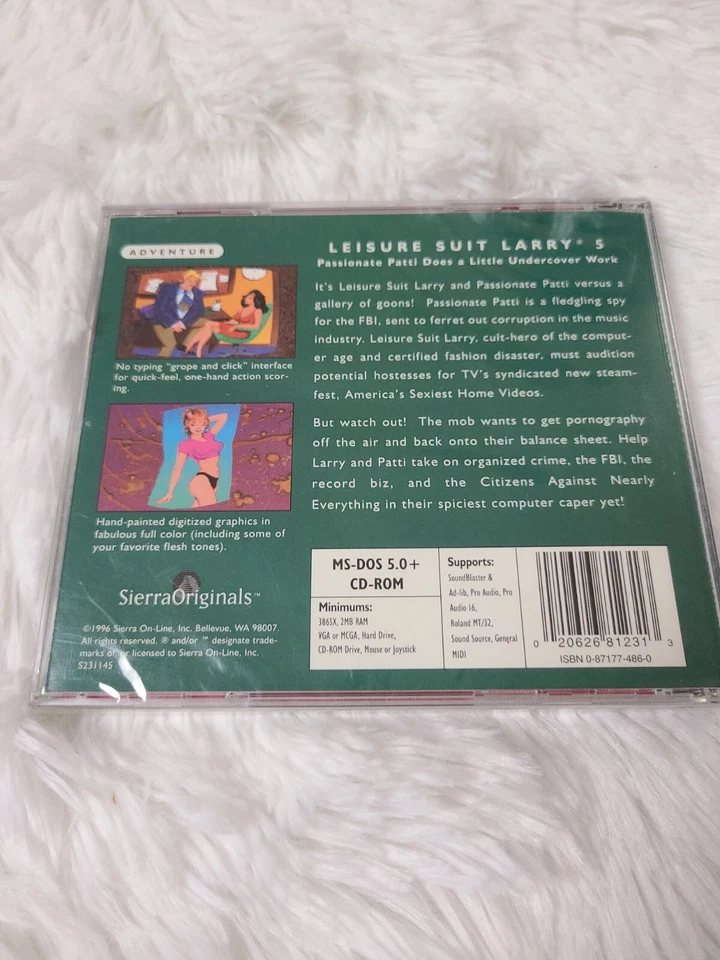 ADVENTURE
No typing "grope and click" interface
for quick-feel, one-hand action scor-
ing.
Hand-painted digitized graphics in
fabulous full color (including some of
your favorite flesh tones).
SierraOriginals™
©1996 Sierra On-Line, Inc. Bellevue, WA 98007.
All rights reserved. ® and/or ™ designate trade-
marks of, or licensed to Sierra On-Line, Inc.
S231145
LEISURE SUIT LARRY® 5
Passionate Patti Does a Little Undercover Work
It's Leisure Suit Larry and Passionate Patti versus a
gallery of goons! Passionate Patti is a fledgling spy
for the FBI, sent to ferret out corruption in the music
industry. Leisure Suit Larry, cult-hero of the comput-
er age and certified fashion disaster, must audition
potential hostesses for TV's syndicated new steam-
fest, America's Sexiest Home Videos.
But watch out! The mob wants to get pornography
off the air and back onto their balance sheet. Help
Larry and Patti take on organized crime, the FBI, the
record biz, and the Citizens Against Nearly
Everything in their spiciest computer caper yet!
MS-DOS 5.0+
CD-ROM
Minimums:
386SX, 2MB RAM
VGA or MCGA, Hard Drive,
CD-ROM Drive, Mouse or Joystick
Supports:
SoundBlaster &
Ad-lib, Pro Audio, Pro
Audio 16,
Roland MT/32,
Sound Source, General
MIDI
0 20626 81231 3
ISBN 0-87177-486-0